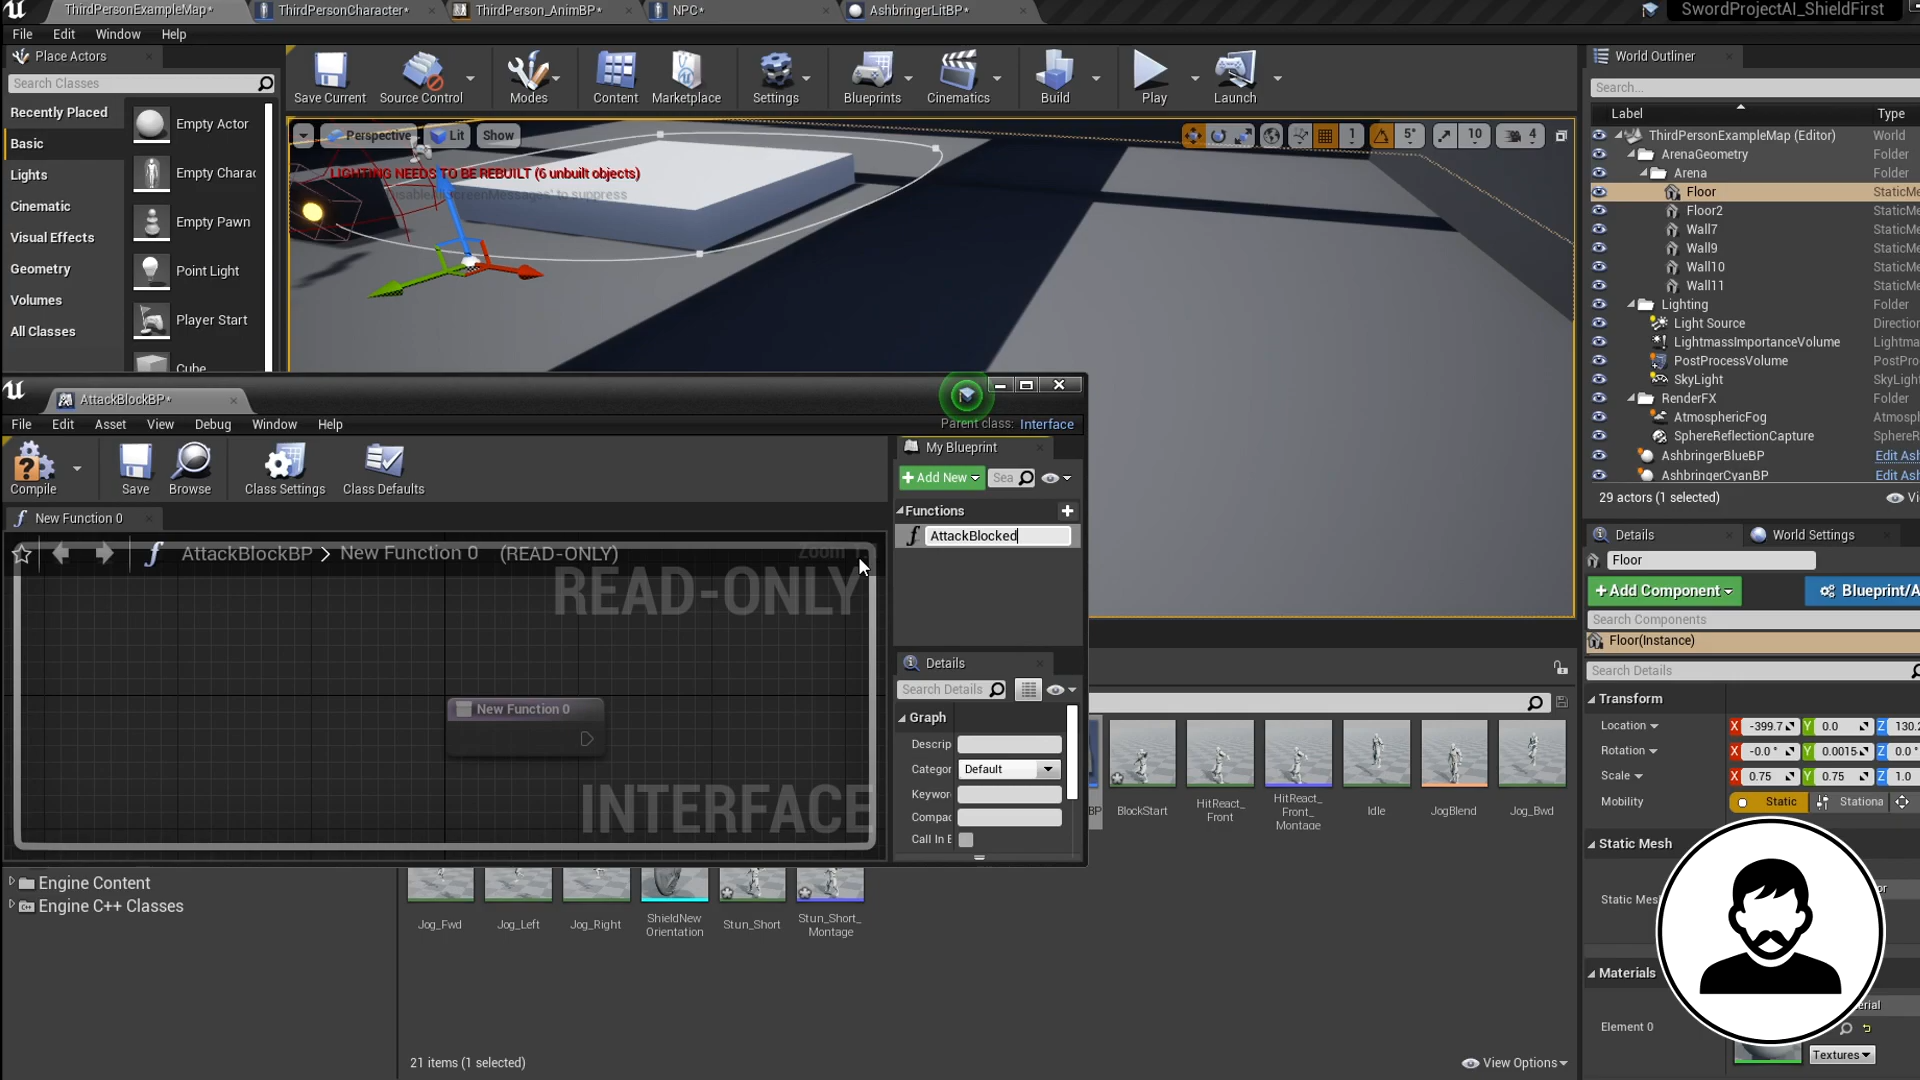 ThirdPersonExampleMap*
ThirdPersonCharacter*
ThirdPerson_AnimBP*
NPC*
AshbringerLitBP*
SwordProjectAI_ShieldFirst
File Edit Window Help
Place Actors
Search Classes
Recently Placed
Basic
Lights
Cinematic
Visual Effects
Geometry
Volumes
All Classes
Empty Actor
Empty Charac
Empty Pawn
Point Light
Player Start
Cube
Save Current
Source Control
Modes
Content
Marketplace
Settings
Blueprints
Cinematics
Build
Play
Launch
Perspective
Lit
Show
1
5°
10
4
LIGHTING NEEDS TO BE REBUILT (6 unbuilt objects)
World Outliner
Search...
Label Type
ThirdPersonExampleMap (Editor) World
ArenaGeometry Folder
Arena Folder
Floor StaticMe
Floor2 StaticMe
Wall7 StaticMe
Wall9 StaticMe
Wall10 StaticMe
Wall11 StaticMe
Lighting Folder
Light Source Direction
LightmassImportanceVolume Lightma
PostProcessVolume PostPro
SkyLight SkyLight
RenderFX Folder
AtmosphericFog Atmosp
SphereReflectionCapture SphereR
AshbringerBlueBP Edit Ash
AshbringerCyanBP Edit Ash
29 actors (1 selected)
Details
World Settings
Floor
+Add Component
Blueprint/A
Search Components
Floor(Instance)
Search Details
Transform
Location X -399.7 Y 0.0 Z 130.2
Rotation X -0.0 ° Y 0.0015 Z 0.0 °
Scale X 0.75 Y 0.75 Z 1.0
Mobility Static Stationa
Static Mesh
Static Mes
Materials
Element 0
Textures
AttackBlockBP*
File Edit Asset View Debug Window Help
Parent class: Interface
Compile
Save
Browse
Class Settings
Class Defaults
My Blueprint
+Add New
Sea
Functions
AttackBlocked
New Function 0
AttackBlockBP > New Function 0 (READ-ONLY)
Zoom
READ-ONLY
New Function 0
INTERFACE
Details
Search Details
Graph
Descrip
Categor Default
Keywor
Compac
Call In E
BP
BlockStart
HitReact_
Front
HitReact_
Front_
Montage
Idle
JogBlend
Jog_Bwd
Engine Content
Engine C++ Classes
Jog_Fwd
Jog_Left
Jog_Right
ShieldNew
Orientation
Stun_Short
Stun_Short_
Montage
21 items (1 selected)
View Options